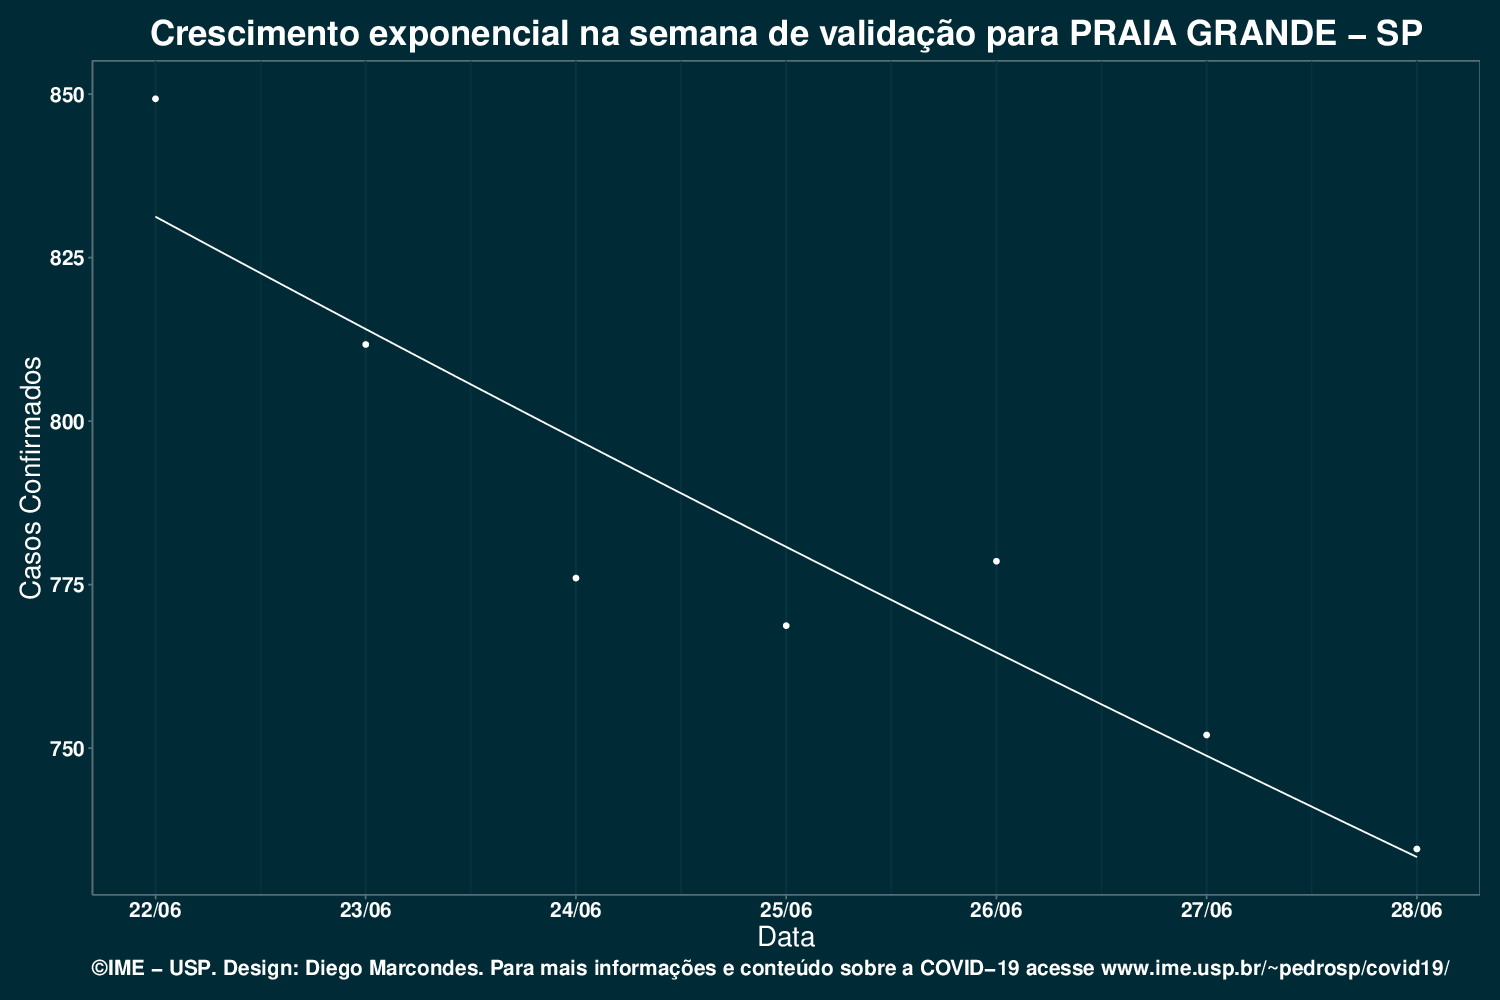 Crescimento exponencial na semana de validação para PRAIA GRANDE – SP
850
825
800
775
750
Casos Confirmados
22/06 23/06 24/06 25/06 26/06 27/06 28/06
Data
©IME – USP. Design: Diego Marcondes. Para mais informações e conteúdo sobre a COVID–19 acesse www.ime.usp.br/~pedrosp/covid19/